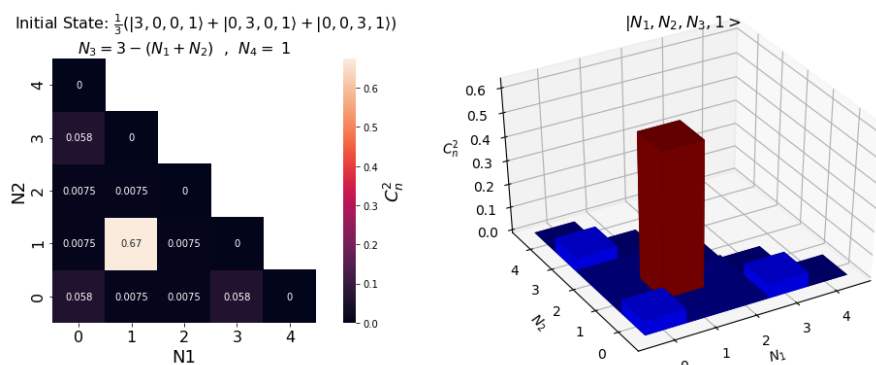 Initial State: 1/3(|3, 0, 0, 1⟩ + |0, 3, 0, 1⟩ + |0, 0, 3, 1⟩)
N₃ = 3 − (N₁ + N₂) , N₄ = 1
|N₁, N₂, N₃, 1 >
N2
4
3
2
1
0
0
0.058 0
0.0075 0.0075 0
0.0075 0.67 0.0075 0
0.058 0.0075 0.0075 0.058 0
0 1 2 3 4
N1
0.6
0.5
0.4
0.3
0.2
0.1
0.0
Cₙ²
0.6
0.5
0.4
0.3
0.2
0.1
0.0
Cₙ²
4
3
2
1
0
N₂
0
1
2
3
4
N₁